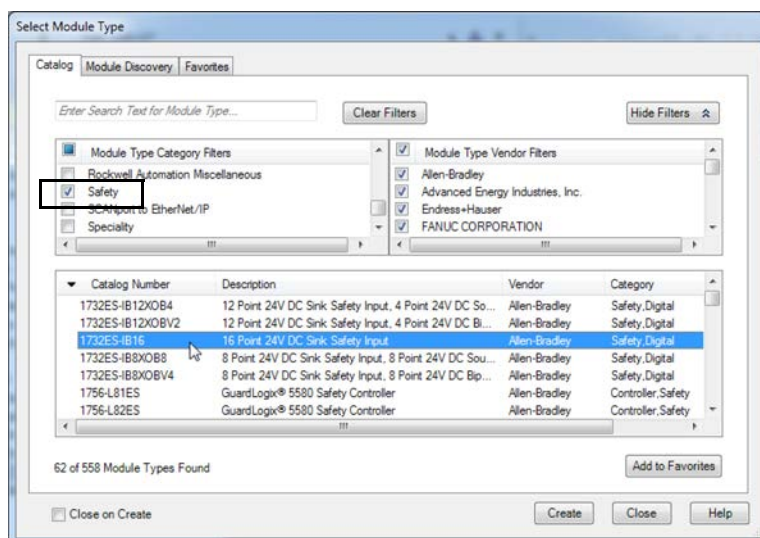 Select Module Type
Catalog Module Discovery Favorites
Enter Search Text for Module Type... Clear Filters Hide Filters
Module Type Category Filters Module Type Vendor Filters
Rockwell Automation Miscellaneous Allen-Bradley
Safety Advanced Energy Industries, Inc.
SCANport to EtherNet/IP Endress+Hauser
Speciality FANUC CORPORATION
Catalog Number Description Vendor Category
1732ES-IB12XOB4 12 Point 24V DC Sink Safety Input, 4 Point 24V DC So... Allen-Bradley Safety,Digital
1732ES-IB12XOBV2 12 Point 24V DC Sink Safety Input, 4 Point 24V DC Bi... Allen-Bradley Safety,Digital
1732ES-IB16 16 Point 24V DC Sink Safety Input Allen-Bradley Safety,Digital
1732ES-IB8XOB8 8 Point 24V DC Sink Safety Input, 8 Point 24V DC Sou... Allen-Bradley Safety,Digital
1732ES-IB8XOBV4 8 Point 24V DC Sink Safety Input, 8 Point 24V DC Bip... Allen-Bradley Safety,Digital
1756-L81ES GuardLogix® 5580 Safety Controller Allen-Bradley Controller,Safety
1756-L82ES GuardLogix® 5580 Safety Controller Allen-Bradley Controller,Safety
62 of 558 Module Types Found Add to Favorites
Close on Create Create Close Help